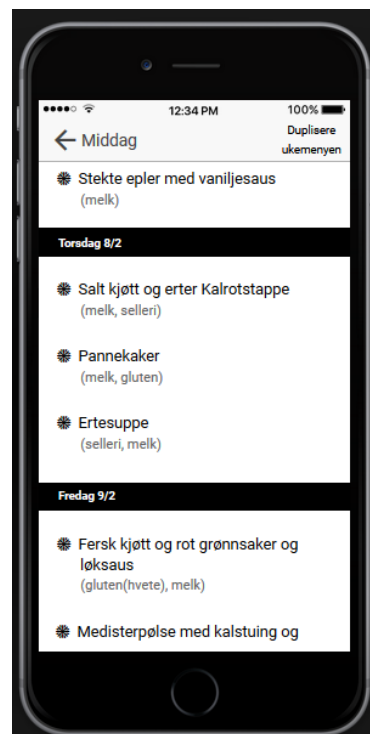 12:34 PM
100%
Middag
Duplisere
ukemenyen
Stekte epler med vaniljesaus
(melk)
Torsdag 8/2
Salt kjøtt og erter Kalrotstappe
(melk, selleri)
Pannekaker
(melk, gluten)
Ertesuppe
(selleri, melk)
Fredag 9/2
Fersk kjøtt og rot grønnsaker og
løksaus
(gluten(hvete), melk)
Medisterpølse med kalstuing og